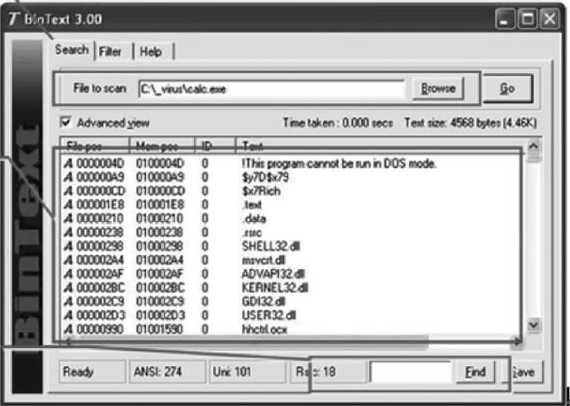 BinText 3.00
Search Filter Help
File to scan C:\_virus\calc.exe Browse Go
Advanced view Time taken : 0.000 secs Text size: 4568 bytes (4.46K)
File pos Mem pos ID Text
A 0000004D 0100004D 0 !This program cannot be run in DOS mode.
A 000000A9 010000A9 0 $y7D$x79
A 000000CD 010000CD 0 $x7Rich
A 000001E8 010001E8 0 .text
A 00000210 01000210 0 .data
A 00000238 01000238 0 .rsrc
A 00000298 01000298 0 SHELL32.dll
A 000002A4 010002A4 0 msvcrt.dll
A 000002AF 010002AF 0 ADVAPI32.dll
A 000002BC 010002BC 0 KERNEL32.dll
A 000002C9 010002C9 0 GDI32.dll
A 000002D3 010002D3 0 USER32.dll
A 00000990 01001590 0 hhctrl.ocx
BinText
Ready ANSI: 274 Uni: 101 Rsrc: 18 Find Save